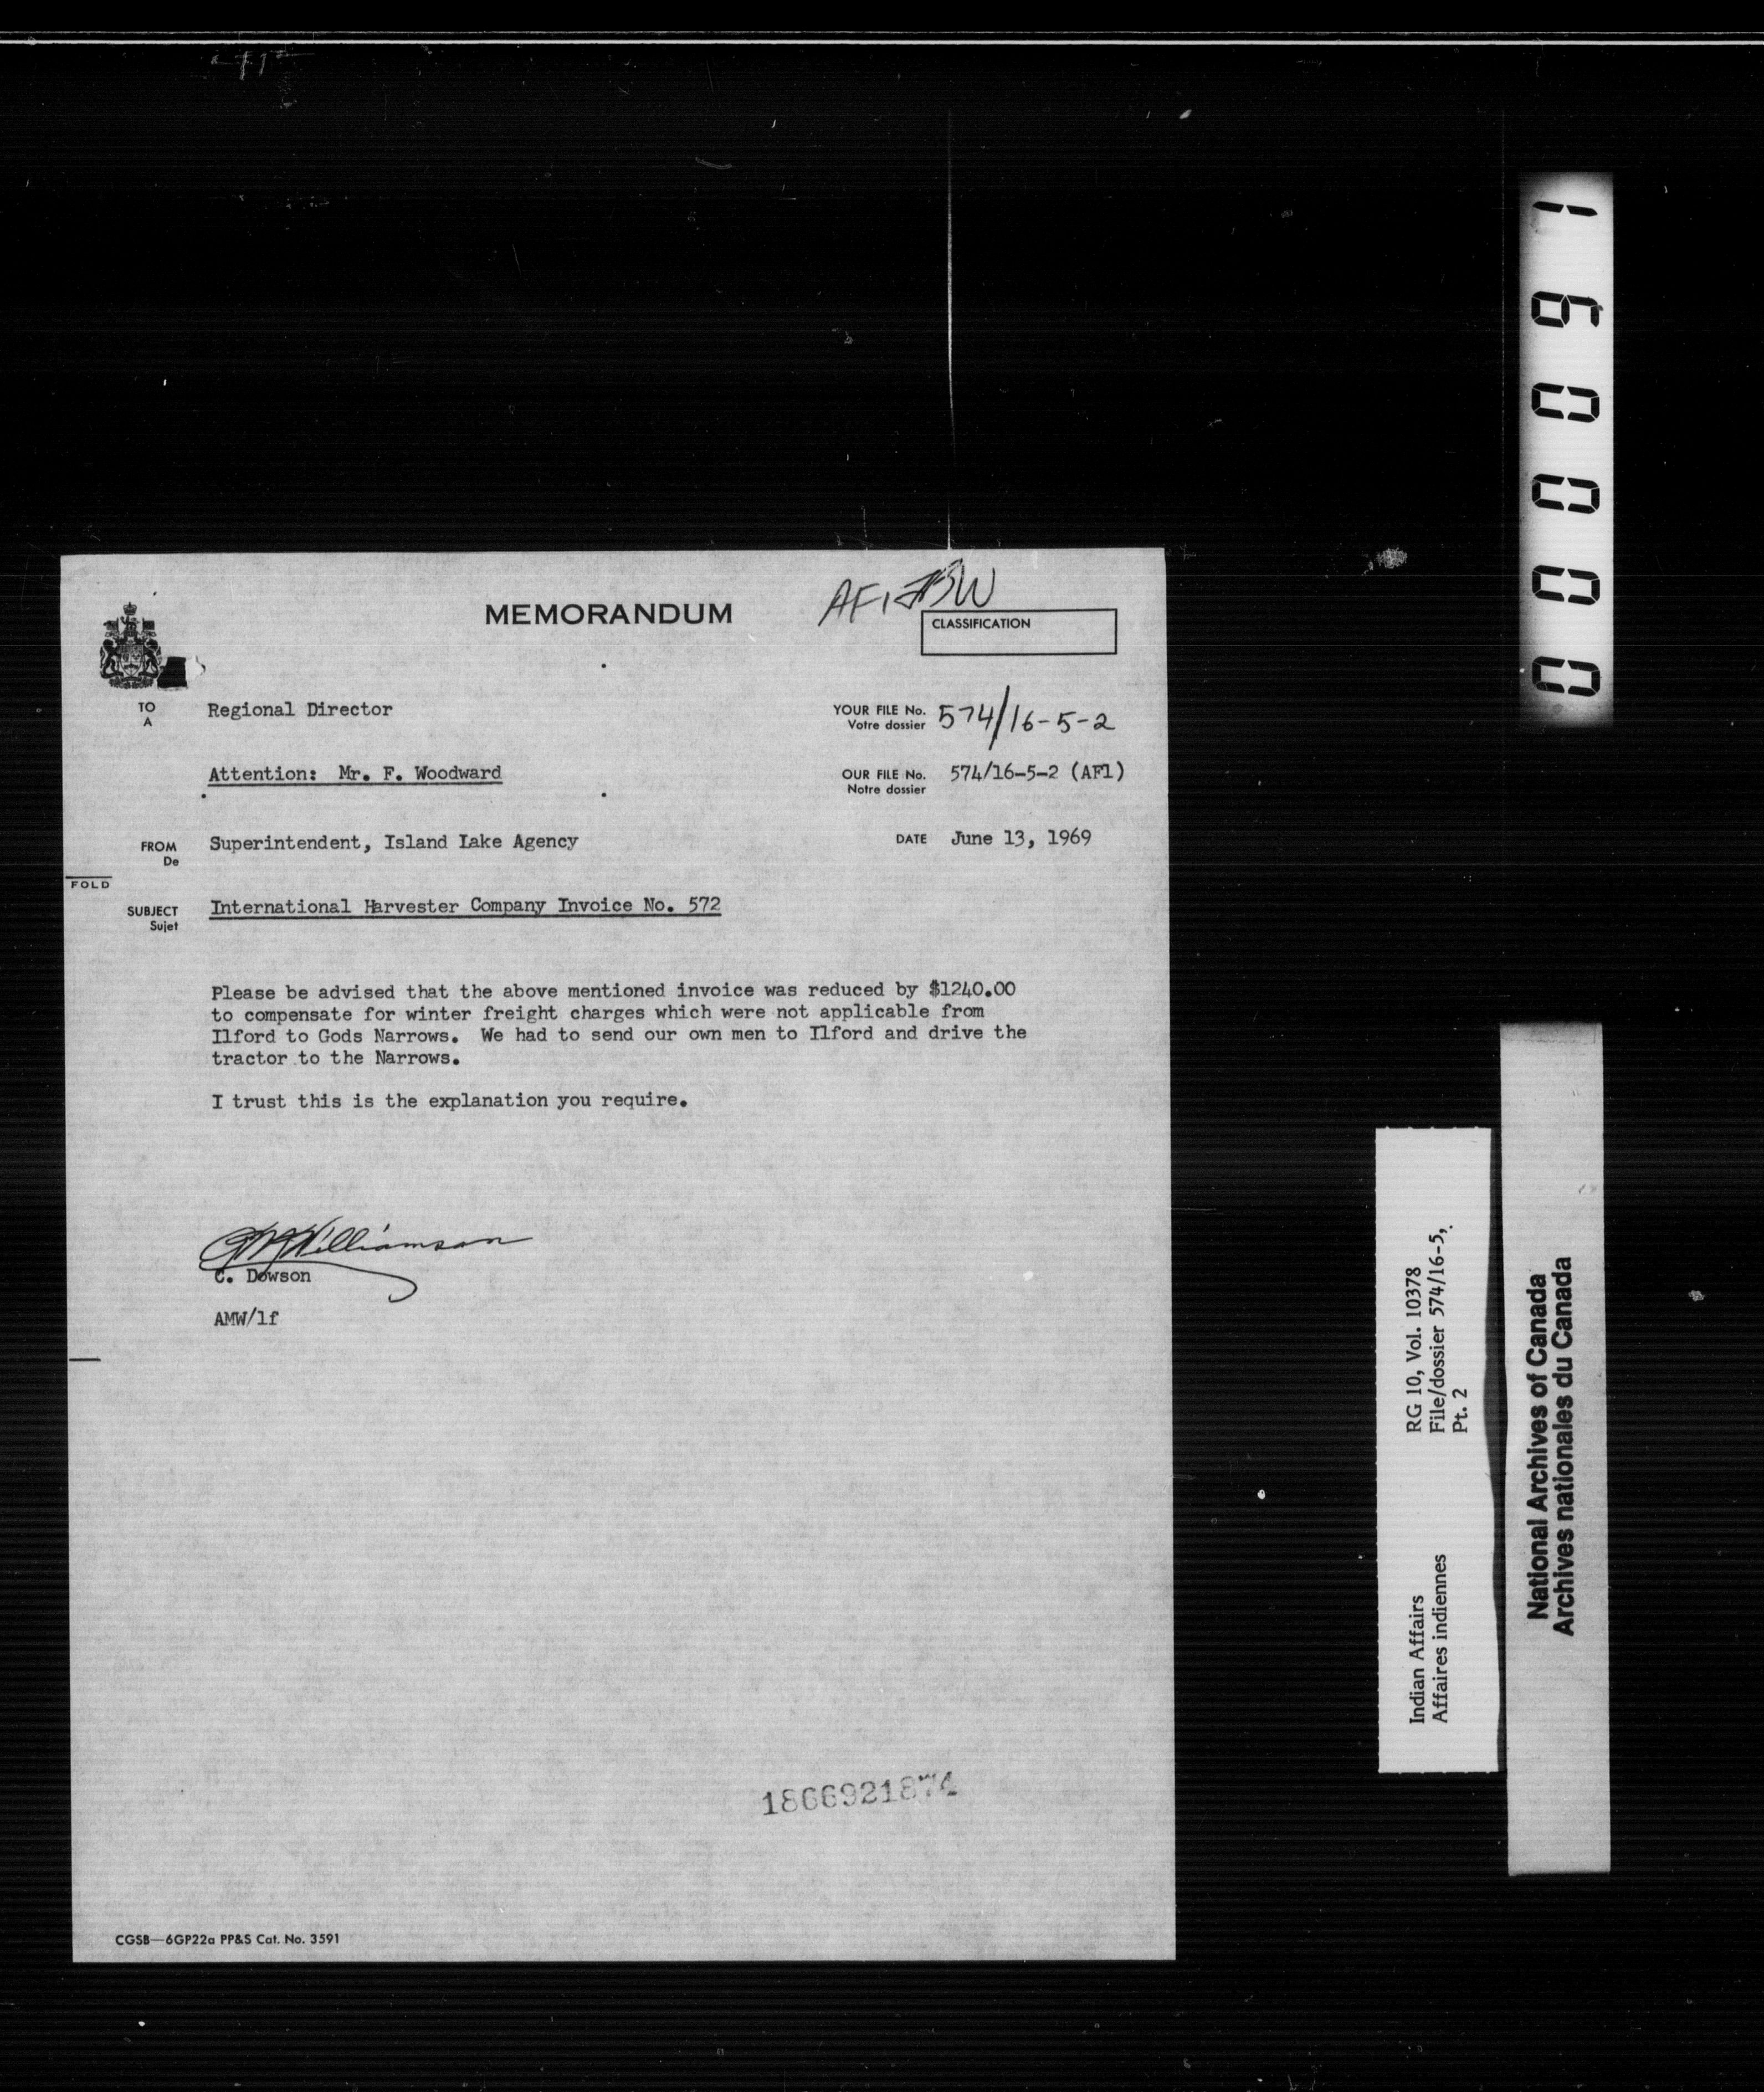 AF1 JBW
MEMORANDUM
CLASSIFICATION
TO
A
Regional Director
YOUR FILE No.
Votre dossier
574/16-5-2
Attention: Mr. F. Woodward
OUR FILE No.
Notre dossier
574/16-5-2 (AF1)
FROM
De
Superintendent, Island Lake Agency
DATE June 13, 1969
FOLD
SUBJECT
Sujet
International Harvester Company Invoice No. 572
Please be advised that the above mentioned invoice was reduced by $1240.00
to compensate for winter freight charges which were not applicable from
Ilford to Gods Narrows. We had to send our own men to Ilford and drive the
tractor to the Narrows.
I trust this is the explanation you require.
AMWilliamson
C. Dowson
AMW/lf
1866921874
CGSB—6GP22a PP&S Cat. No. 3591
000091
Indian Affairs
Affaires indiennes
RG 10, Vol. 10378
File/dossier 574/16-5,
Pt. 2
National Archives of Canada
Archives nationales du Canada